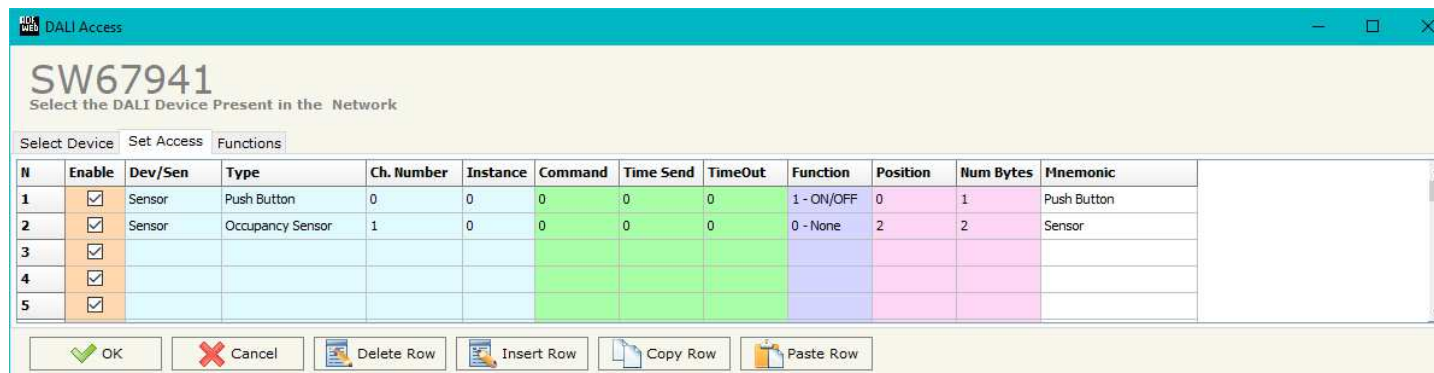 ADF WEB DALI Access
SW67941
Select the DALI Device Present in the Network
Select Device Set Access Functions
N Enable Dev/Sen Type Ch. Number Instance Command Time Send TimeOut Function Position Num Bytes Mnemonic
1 Sensor Push Button 0 0 0 0 0 1 - ON/OFF 0 1 Push Button
2 Sensor Occupancy Sensor 1 0 0 0 0 0 - None 2 2 Sensor
3
4
5
OK Cancel Delete Row Insert Row Copy Row Paste Row